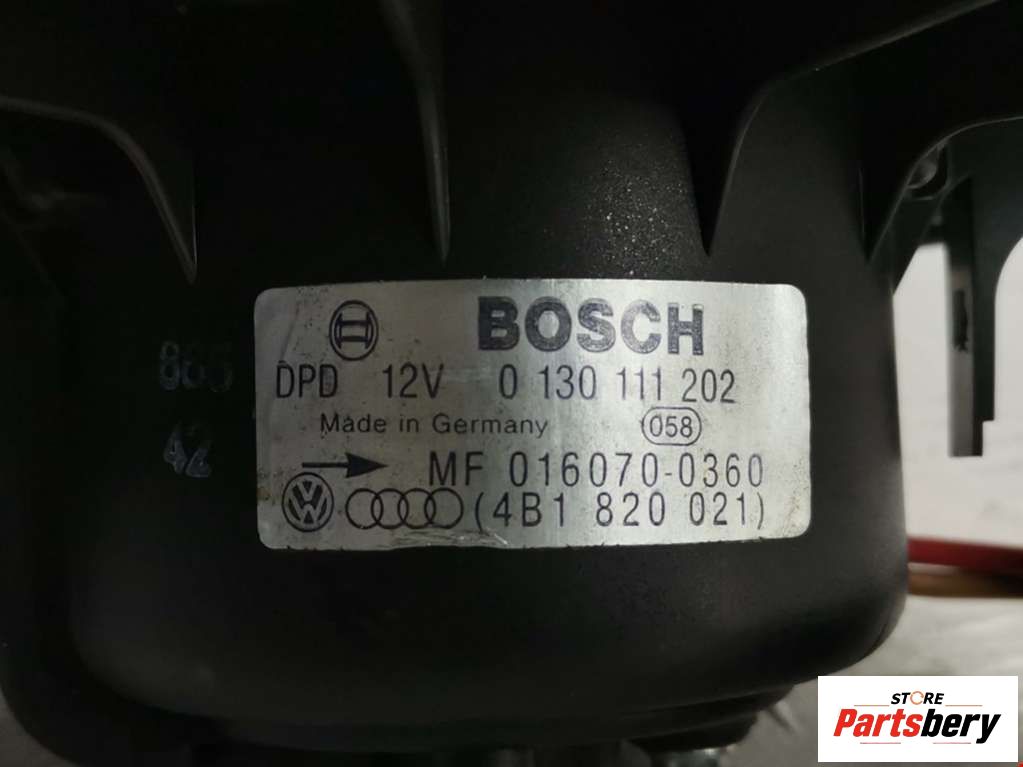 BOSCH
DPD 12V 0 130 111 202
Made in Germany 058
MF 016070-0360
VW (4B1 820 021)
42
STORE
Partsbery